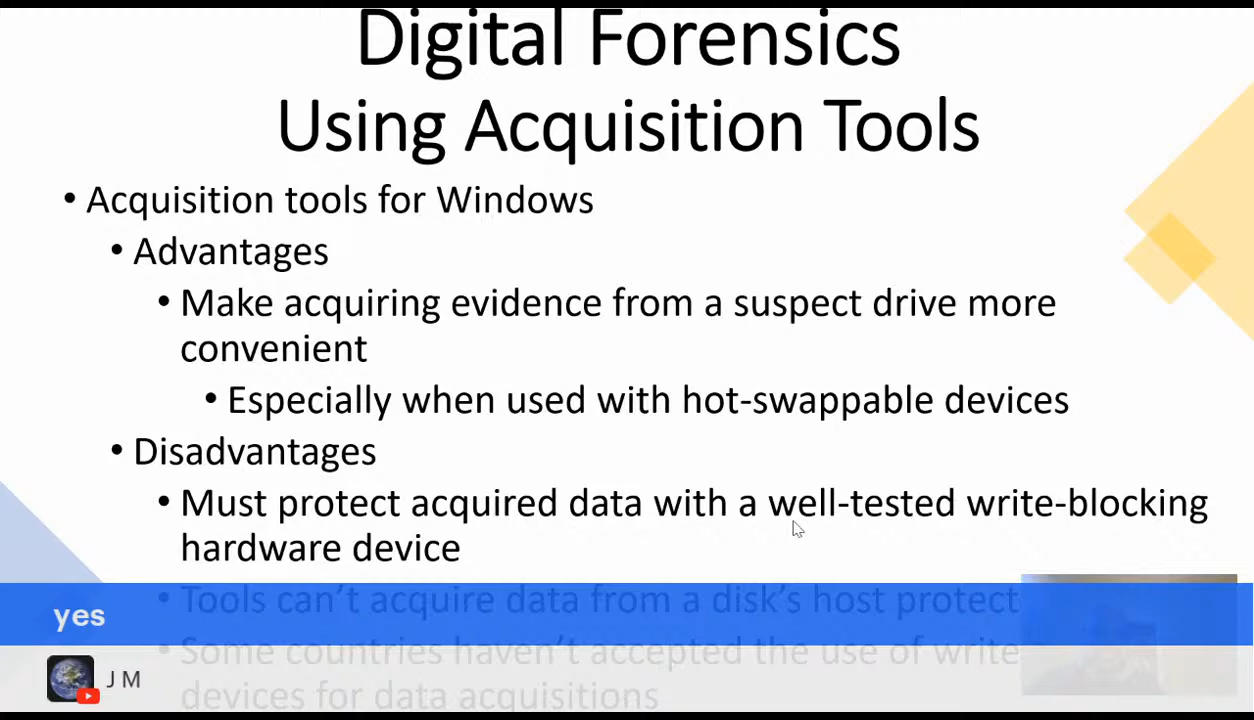 Digital Forensics
Using Acquisition Tools
• Acquisition tools for Windows
• Advantages
• Make acquiring evidence from a suspect drive more
convenient
• Especially when used with hot-swappable devices
• Disadvantages
• Must protect acquired data with a well-tested write-blocking
hardware device
• Tools can't acquire data from a disk's host protect
yes
• Some countries haven't accepted the use of write
J M
devices for data acquisitions